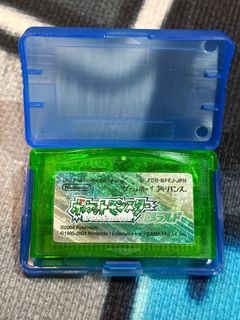 AGB-BPEJ-JPN
Nintendo
ポケットモンスター
エメラルド
ゲームボーイアドバンス
©2004 Pokémon.
©1995-2004 Nintendo / Creatures inc. / GAME FREAK inc.